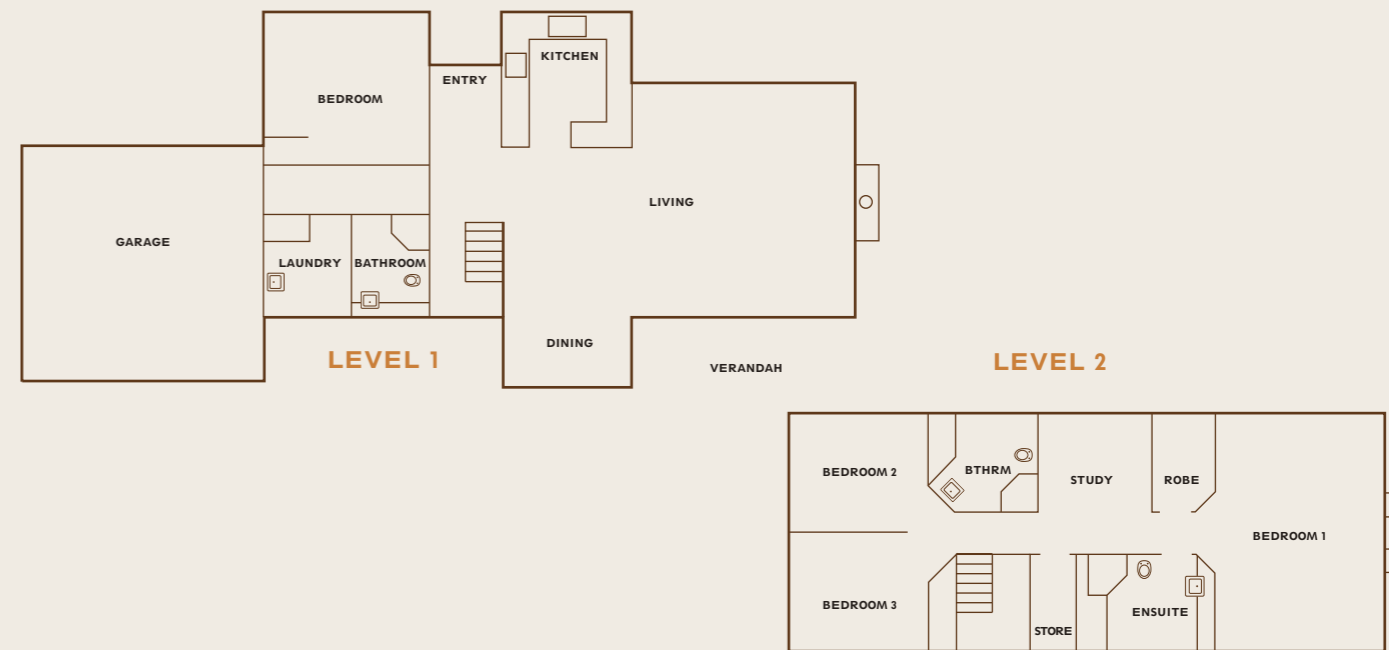 KITCHEN
ENTRY
BEDROOM
LIVING
GARAGE
LAUNDRY
BATHROOM
DINING
LEVEL 1
VERANDAH
LEVEL 2
BEDROOM 2
BTHRM
STUDY
ROBE
BEDROOM 1
BEDROOM 3
ENSUITE
STORE